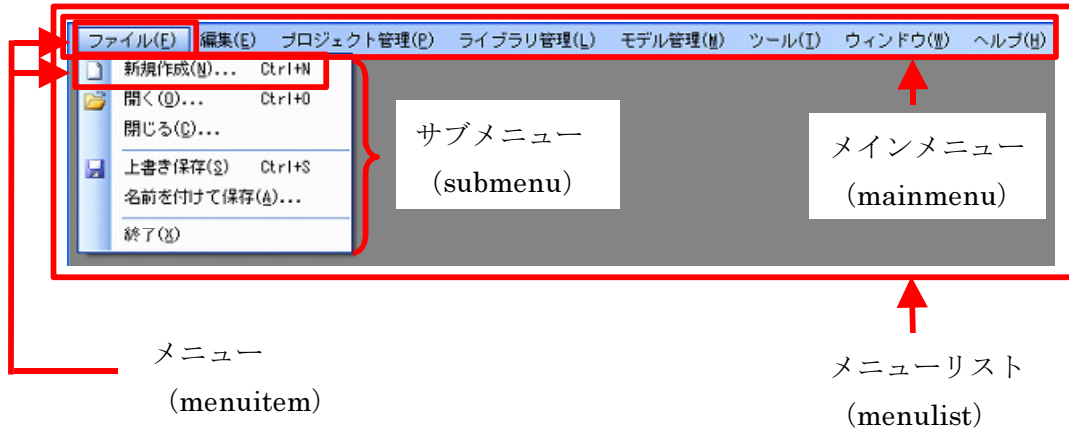 ファイル(F) 編集(E) プロジェクト管理(P) ライブラリ管理(L) モデル管理(M) ツール(T) ウィンドウ(W) ヘルプ(H)
新規作成(N)... Ctrl+N
開く(O)... Ctrl+O
閉じる(C)...
上書き保存(S) Ctrl+S
名前を付けて保存(A)...
終了(X)
サブメニュー
(submenu)
メインメニュー
(mainmenu)
メニュー
(menuitem)
メニューリスト
(menulist)